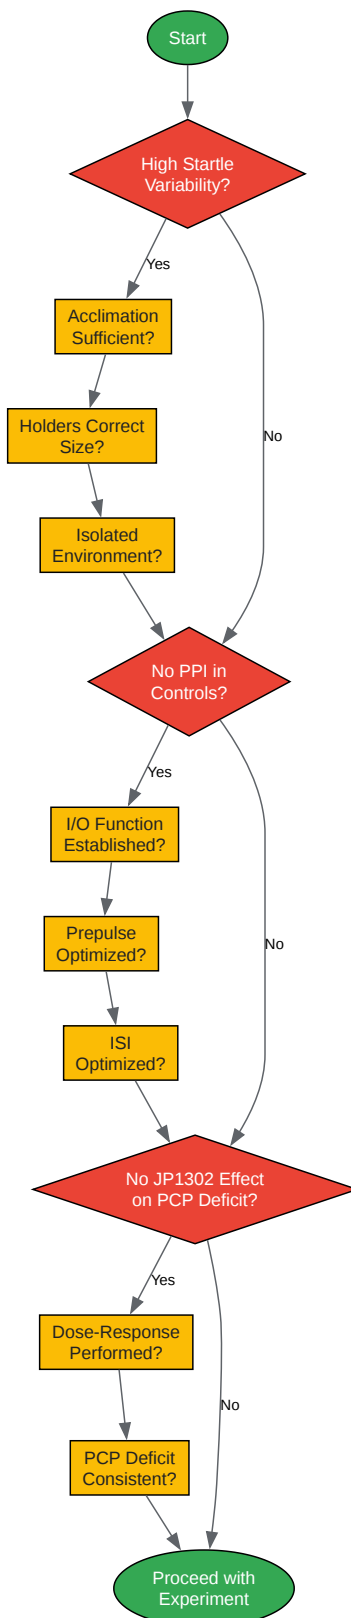 Start
High Startle
Variability?
Yes
Acclimation
Sufficient?
Holders Correct
Size?
No
Isolated
Environment?
No PPI in
Controls?
Yes
I/O Function
Established?
Prepulse
Optimized?
No
ISI
Optimized?
No JP1302 Effect
on PCP Deficit?
Yes
Dose-Response
Performed?
No
PCP Deficit
Consistent?
Proceed with
Experiment